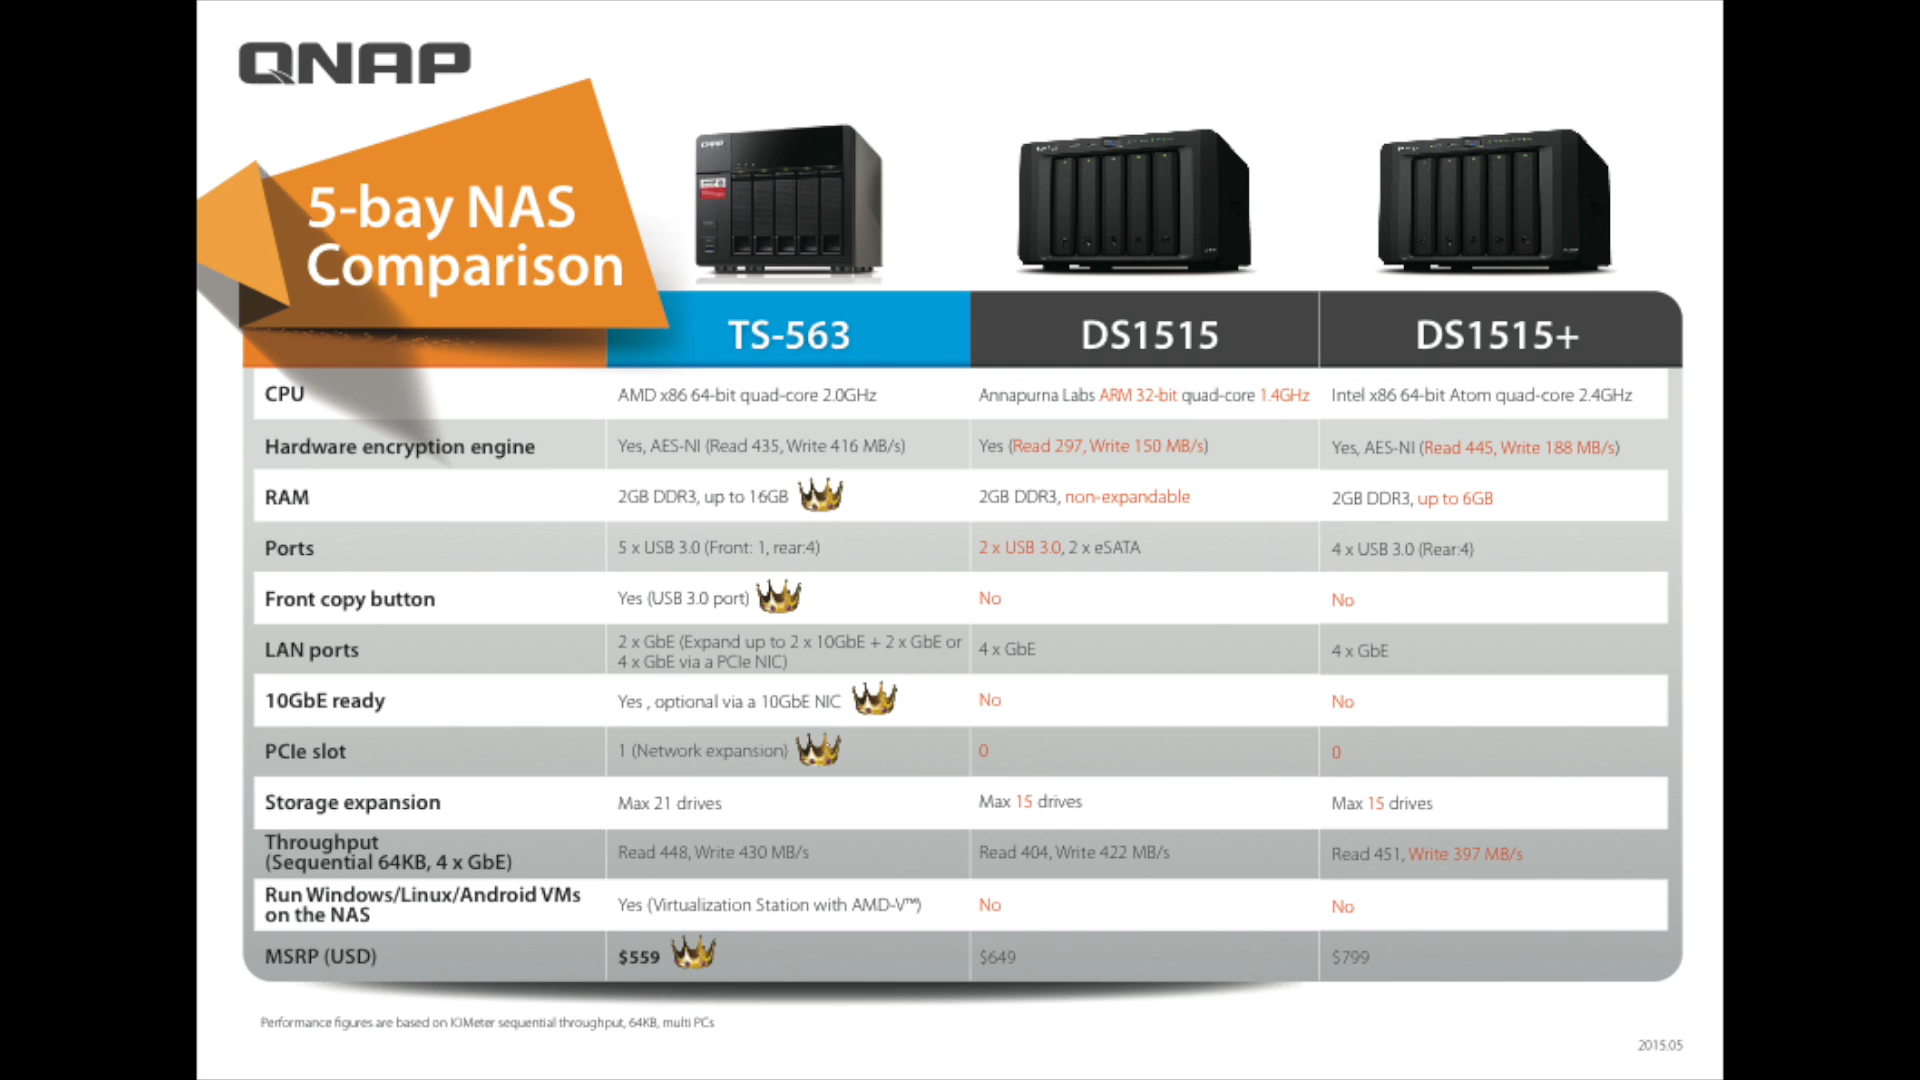 QNAP
5-bay NAS
Comparison
TS-563
DS1515
DS1515+
CPU
AMD x86 64-bit quad-core 2.0GHz
Annapurna Labs ARM 32-bit quad-core 1.4GHz
Intel x86 64-bit Atom quad-core 2.4GHz
Hardware encryption engine
Yes, AES-NI (Read 435, Write 416 MB/s)
Yes (Read 297, Write 150 MB/s)
Yes, AES-NI (Read 445, Write 188 MB/s)
RAM
2GB DDR3, up to 16GB
2GB DDR3, non-expandable
2GB DDR3, up to 6GB
Ports
5 x USB 3.0 (Front: 1, rear:4)
2 x USB 3.0, 2 x eSATA
4 x USB 3.0 (Rear:4)
Front copy button
Yes (USB 3.0 port)
No
No
LAN ports
2 x GbE (Expand up to 2 x 10GbE + 2 x GbE or
4 x GbE via a PCIe NIC)
4 x GbE
4 x GbE
10GbE ready
Yes , optional via a 10GbE NIC
No
No
PCIe slot
1 (Network expansion)
0
0
Storage expansion
Max 21 drives
Max 15 drives
Max 15 drives
Throughput
(Sequential 64KB, 4 x GbE)
Read 448, Write 430 MB/s
Read 404, Write 422 MB/s
Read 451, Write 397 MB/s
Run Windows/Linux/Android VMs
on the NAS
Yes (Virtualization Station with AMD-V™)
No
No
MSRP (USD)
$559
$649
$799
Performance figures are based on IOMeter sequential throughput, 64KB, multi PCs
2015.05